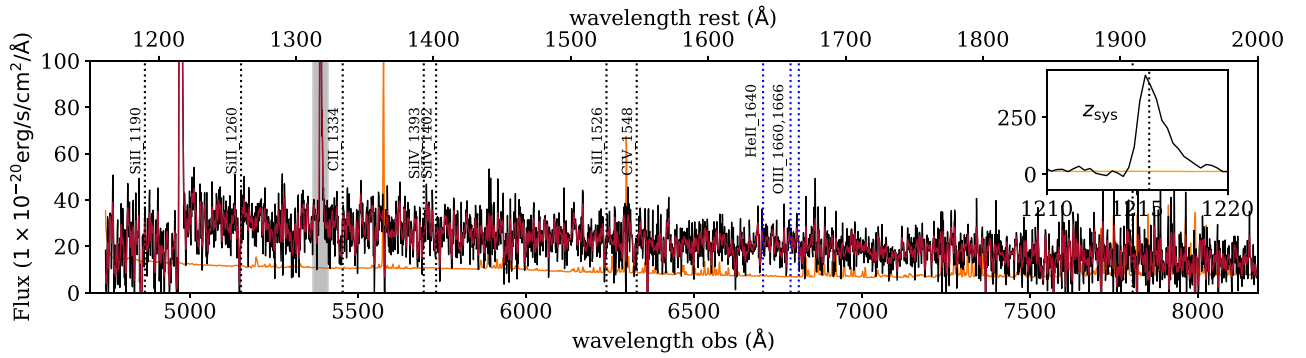 wavelength rest (Å)
1200 1300 1400 1500 1600 1700 1800 1900 2000
Flux (1 × 10⁻²⁰erg/s/cm²/Å)
100
80
60
40
20
0
SiII_1190
SiII_1260
CII_1334
SiIV_1393
SiIV_1402
SiII_1526
CIV_1548
HeII_1640
OIII_1660,1666
z_sys
250
0
1210 1215 1220
5000 5500 6000 6500 7000 7500 8000
wavelength obs (Å)